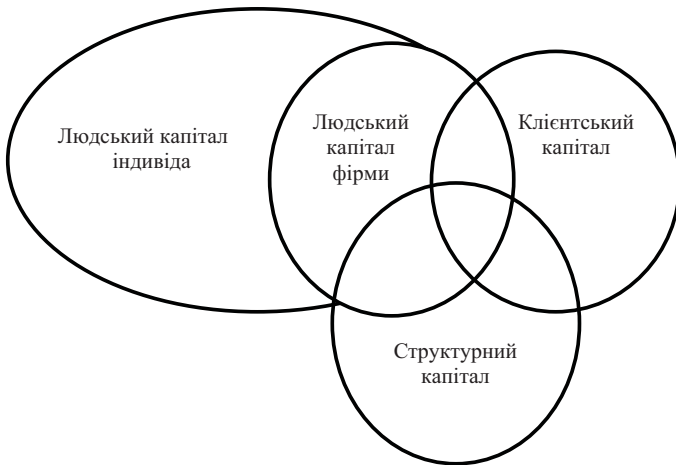 Людський капітал
індивіда
Людський
капітал
фірми
Клієнтський
капітал
Структурний
капітал